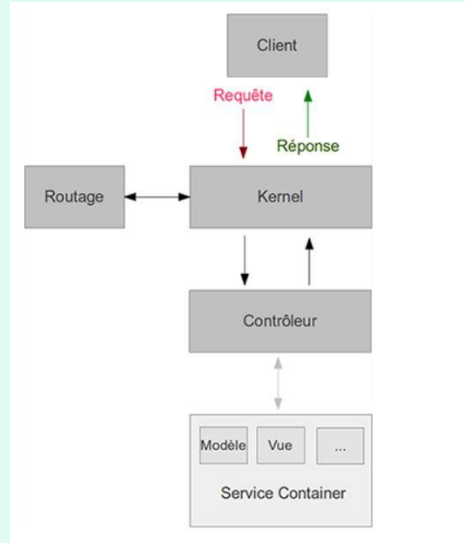 Client
Requête
Réponse
Routage
Kernel
Contrôleur
Modèle
Vue
...
Service Container